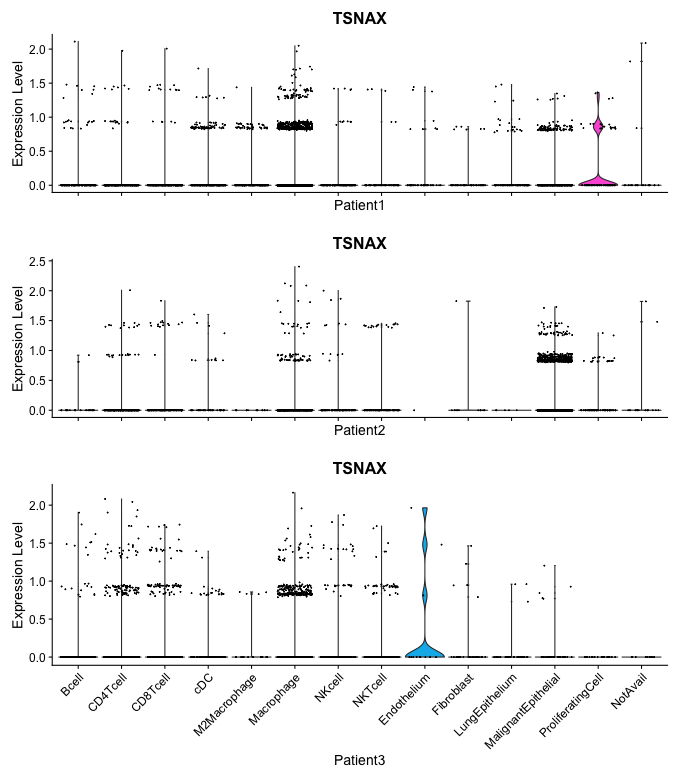 TSNAX
Expression Level
2.0
1.5
1.0
0.5
0.0
Patient1
TSNAX
Expression Level
2.5
2.0
1.5
1.0
0.5
0.0
Patient2
TSNAX
Expression Level
2.0
1.5
1.0
0.5
0.0
Bcell
CD4Tcell
CD8Tcell
cDC
M2Macrophage
Macrophage
NKcell
NKTcell
Endothelium
Fibroblast
LungEpithelium
MalignantEpithelial
ProliferatingCell
NotAvail
Patient3